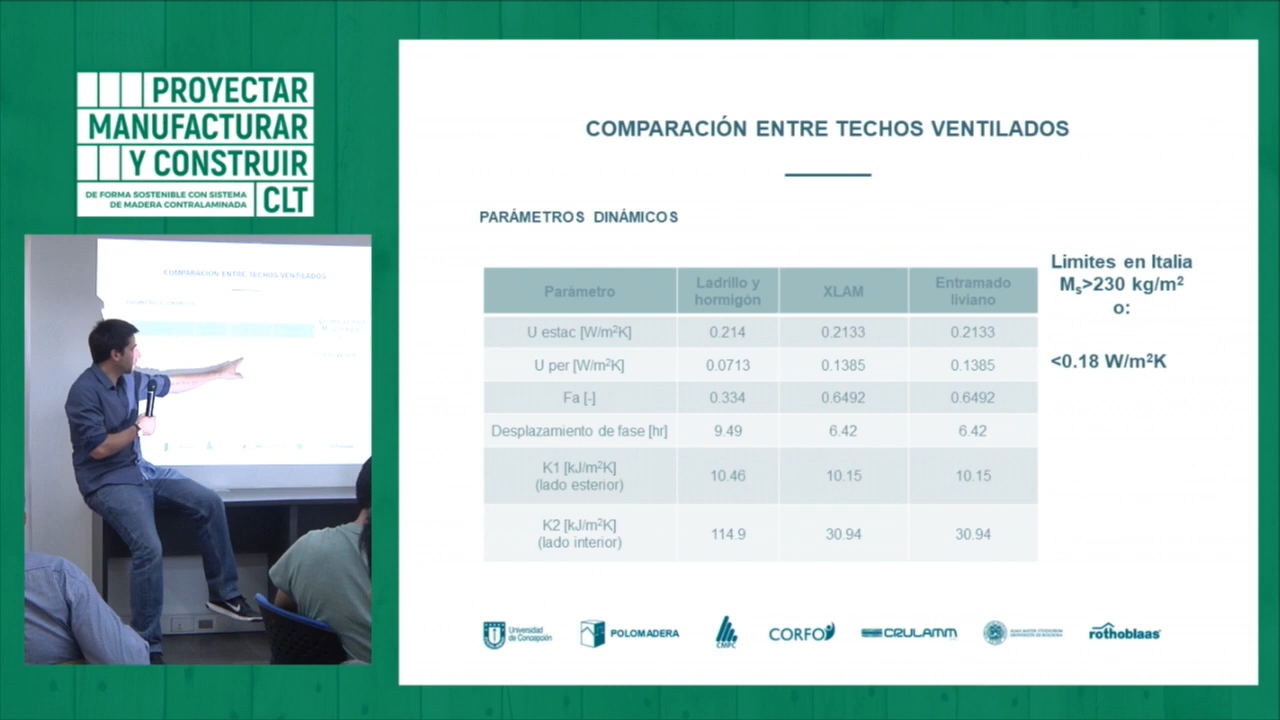 PROYECTAR
MANUFACTURAR
Y CONSTRUIR
DE FORMA SOSTENIBLE CON SISTEMA
DE MADERA CONTRALAMINADA
CLT
COMPARACION ENTRE TECHOS VENTILADOS
COMPARACIÓN ENTRE TECHOS VENTILADOS
PARÁMETROS DINÁMICOS
Parámetro Ladrillo y hormigón XLAM Entramado liviano
U estac [W/m²K] 0.214 0.2133 0.2133
U per [W/m²K] 0.0713 0.1385 0.1385
Fa [-] 0.334 0.6492 0.6492
Desplazamiento de fase [hr] 9.49 6.42 6.42
K1 [kJ/m²K] (lado esterior) 10.46 10.15 10.15
K2 [kJ/m²K] (lado interior) 114.9 30.94 30.94
Limites en Italia
Ms>230 kg/m²
o:
<0.18 W/m²K
Universidad
de Concepción
POLOMADERA
CMPC
CORFO
CRULAMM
rothoblaas